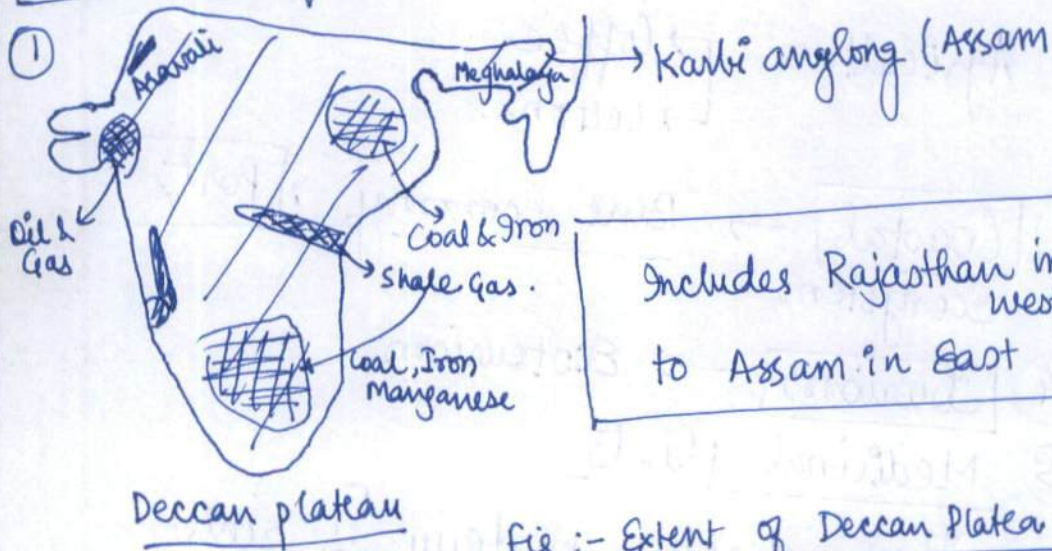 ①
Aravali
Meghalaya
Karbi anglong (Assam
Oil &
Gas
Coal & Iron
Shale Gas.
Coal, Iron
Manganese
Includes Rajasthan in
west
to Assam in East
Deccan plateau
Fig :- Extent of Deccan Platea